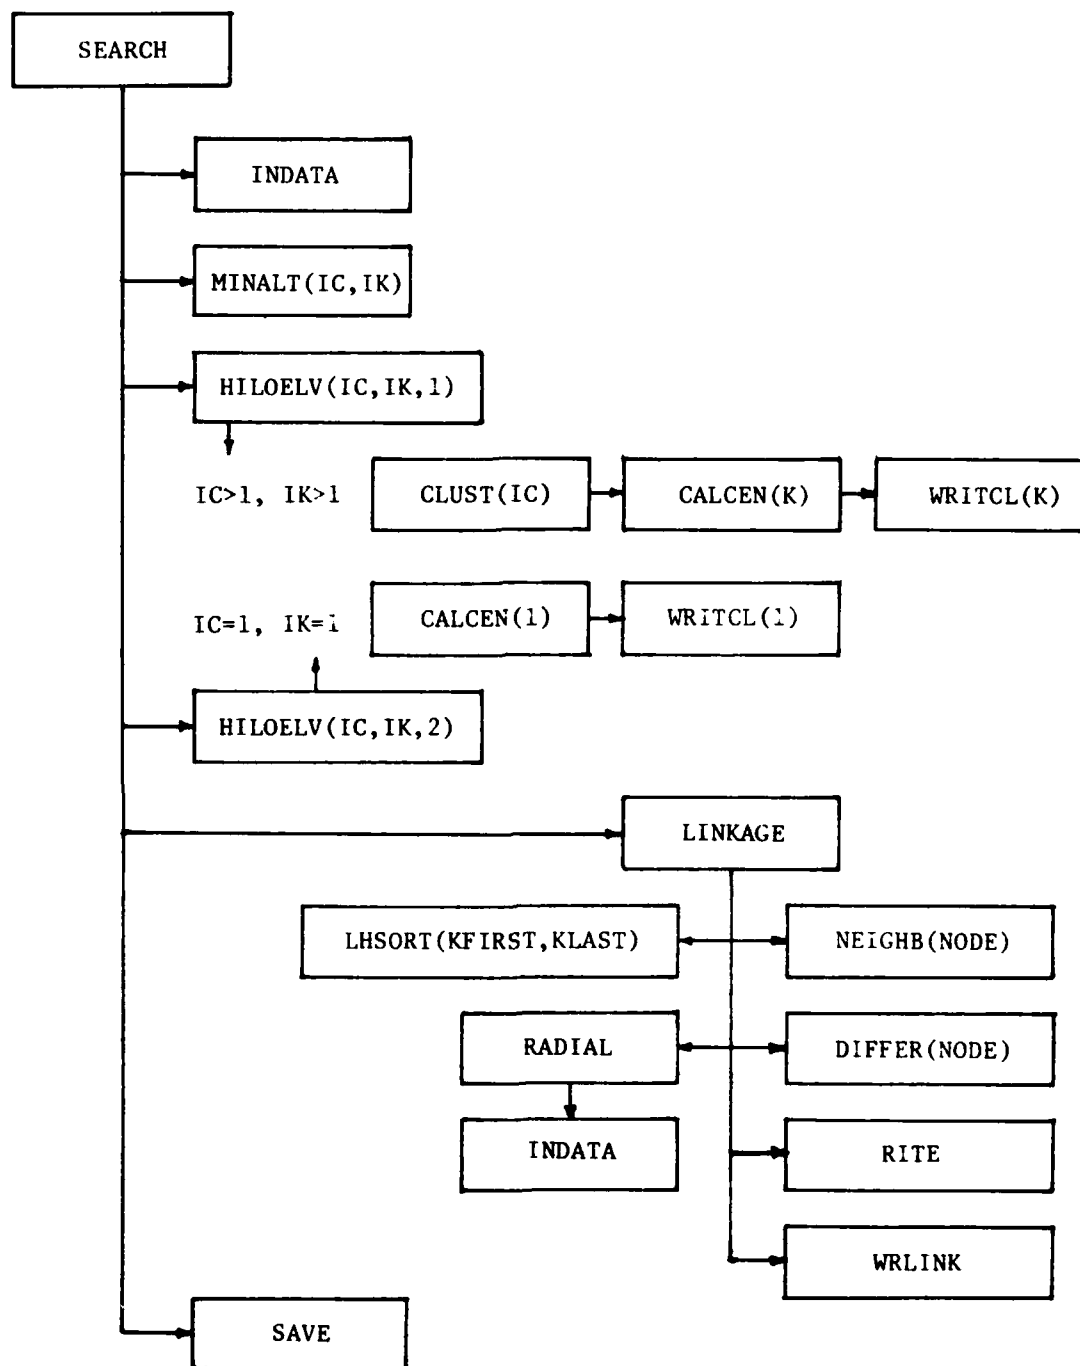 SEARCH
INDATA
MINALT(IC,IK)
HILOELV(IC,IK,1)
IC>1, IK>1
CLUST(IC)
CALCEN(K)
WRITCL(K)
IC=1, IK=1
CALCEN(1)
WRITCL(1)
HILOELV(IC,IK,2)
LINKAGE
LHSORT(KFIRST,KLAST)
NEIGHB(NODE)
RADIAL
DIFFER(NODE)
INDATA
RITE
WRLINK
SAVE